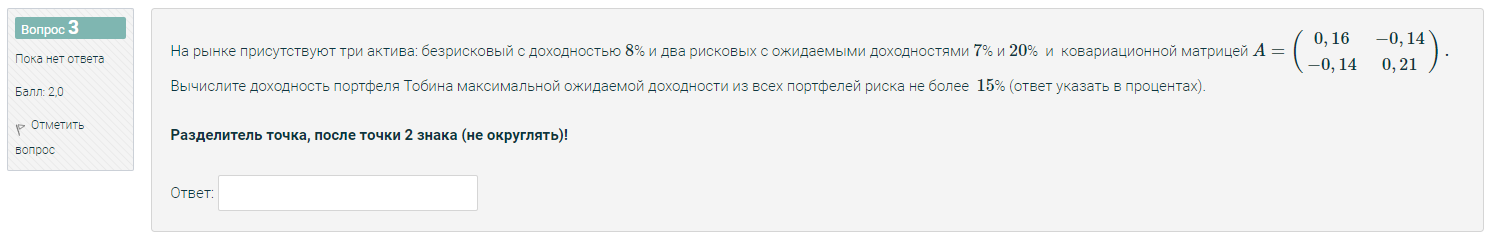 Вопрос 3
Пока нет ответа
Балл: 2,0
Отметить
вопрос
На рынке присутствуют три актива: безрисковый с доходностью 8% и два рисковых с ожидаемыми доходностями 7% и 20% и ковариационной матрицей A = ( 0,16 −0,14
−0,14 0,21 ) .
Вычислите доходность портфеля Тобина максимальной ожидаемой доходности из всех портфелей риска не более 15% (ответ указать в процентах).
Разделитель точка, после точки 2 знака (не округлять)!
Ответ: